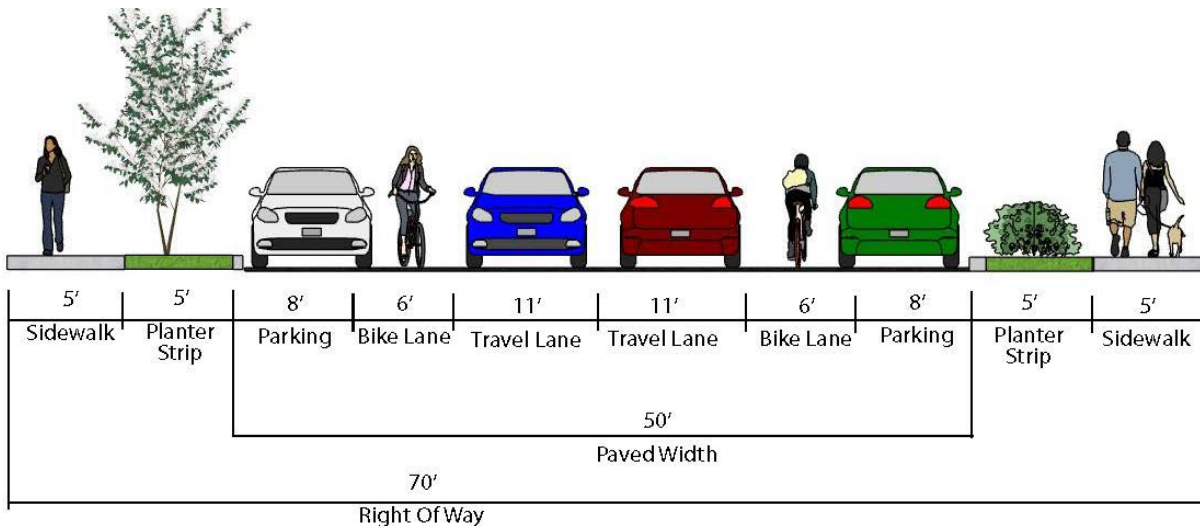 5' 5' 8' 6' 11' 11' 6' 8' 5' 5'
Sidewalk Planter Strip Parking Bike Lane Travel Lane Travel Lane Bike Lane Parking Planter Strip Sidewalk
50'
Paved Width
70'
Right Of Way